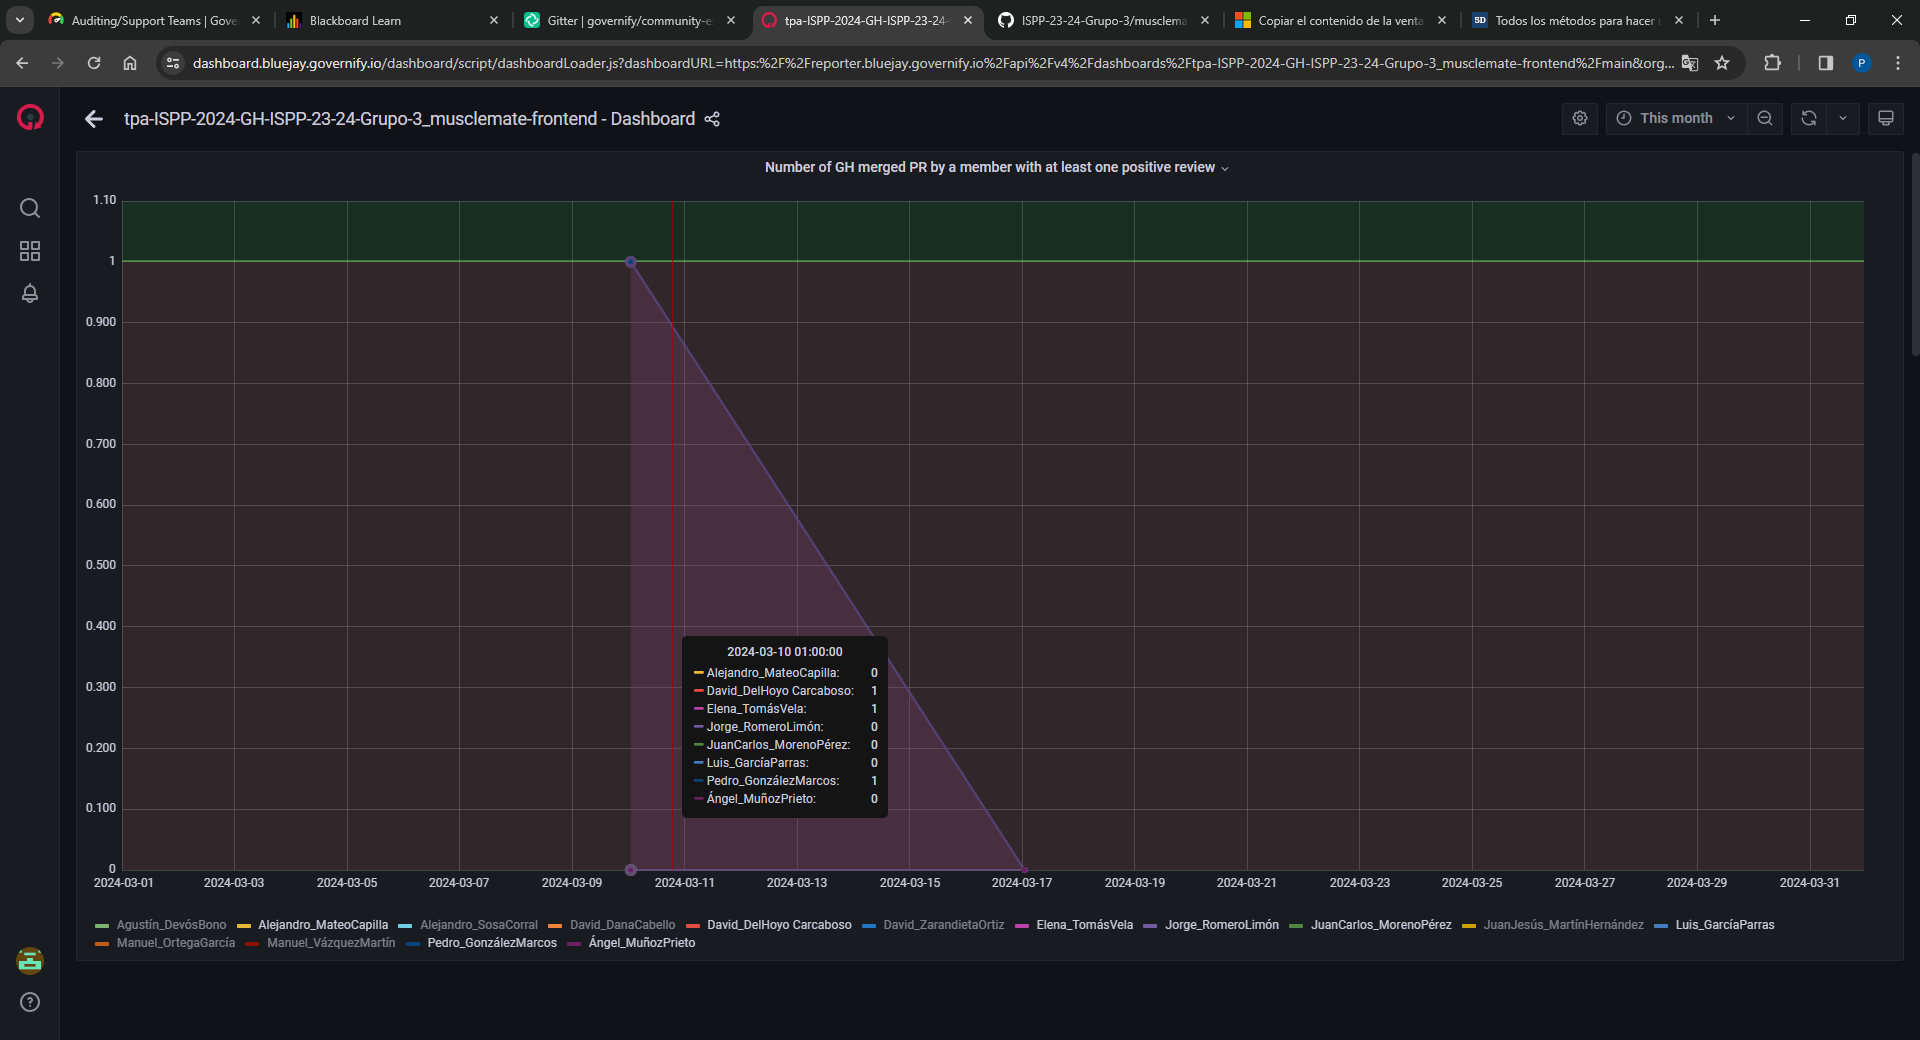 Auditing/Support Teams | Gove
Blackboard Learn
Gitter | governify/community-e
tpa-ISPP-2024-GH-ISPP-23-24-
ISPP-23-24-Grupo-3/musclema
Copiar el contenido de la venta
SD Todos los métodos para hacer
dashboard.bluejay.governify.io/dashboard/script/dashboardLoader.js?dashboardURL=https:%2F%2Freporter.bluejay.governify.io%2Fapi%2Fv4%2Fdashboards%2Ftpa-ISPP-2024-GH-ISPP-23-24-Grupo-3_musclemate-frontend%2Fmain&org...
P
tpa-ISPP-2024-GH-ISPP-23-24-Grupo-3_musclemate-frontend - Dashboard
This month
Number of GH merged PR by a member with at least one positive review
1.10
1
0.900
0.800
0.700
0.600
0.500
0.400
0.300
0.200
0.100
0
2024-03-10 01:00:00
Alejandro_MateoCapilla: 0
David_DelHoyo Carcaboso: 1
Elena_TomásVela: 1
Jorge_RomeroLimón: 0
JuanCarlos_MorenoPérez: 0
Luis_GarcíaParras: 0
Pedro_GonzálezMarcos: 1
Ángel_MuñozPrieto: 0
2024-03-01 2024-03-03 2024-03-05 2024-03-07 2024-03-09 2024-03-11 2024-03-13 2024-03-15 2024-03-17 2024-03-19 2024-03-21 2024-03-23 2024-03-25 2024-03-27 2024-03-29 2024-03-31
Agustín_DevósBono Alejandro_MateoCapilla Alejandro_SosaCorral David_DanaCabello David_DelHoyo Carcaboso David_ZarandietaOrtiz Elena_TomásVela Jorge_RomeroLimón JuanCarlos_MorenoPérez JuanJesús_MartínHernández Luis_GarcíaParras
Manuel_OrtegaGarcía Manuel_VázquezMartín Pedro_GonzálezMarcos Ángel_MuñozPrieto